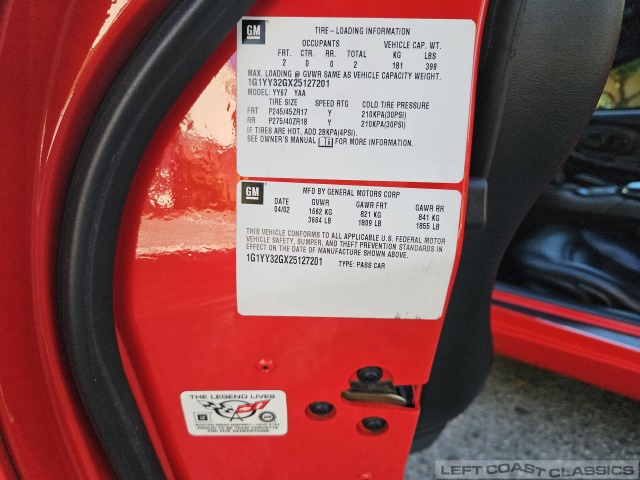 GM
TIRE - LOADING INFORMATION
OCCUPANTS VEHICLE CAP. WT.
FRT. CTR. RR. TOTAL KG LBS
2 0 0 2 181 399
MAX. LOADING @ GVWR SAME AS VEHICLE CAPACITY WEIGHT.
1G1YY32GX25127201
MODEL: YY67 YAA
TIRE SIZE SPEED RTG COLD TIRE PRESSURE
FRT P245/45ZR17 Y 210KPA(30PSI)
RR P275/40ZR18 Y 210KPA(30PSI)
IF TIRES ARE HOT, ADD 28KPA(4PSI).
SEE OWNER'S MANUAL FOR MORE INFORMATION.
GM
MFD BY GENERAL MOTORS CORP
DATE GVWR GAWR FRT GAWR RR
04/02 1662 KG 821 KG 841 KG
3664 LB 1809 LB 1855 LB
THIS VEHICLE CONFORMS TO ALL APPLICABLE U.S. FEDERAL MOTOR
VEHICLE SAFETY, BUMPER, AND THEFT PREVENTION STANDARDS IN
EFFECT ON THE DATE OF MANUFACTURE SHOWN ABOVE.
1G1YY32GX25127201 TYPE: PASS CAR
THE LEGEND LIVES
PROUD TO BE TEAM CORVETTE
LEFT COAST CLASSICS